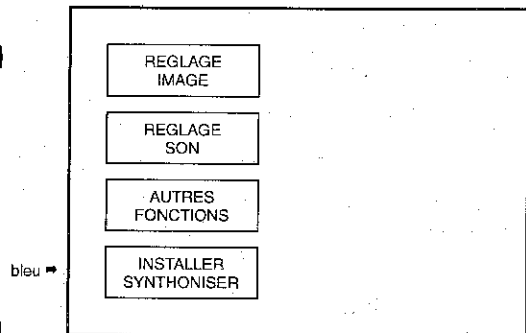 REGLAGE
IMAGE
REGLAGE
SON
AUTRES
FONCTIONS
bleu ➡
INSTALLER
SYNTHONISER